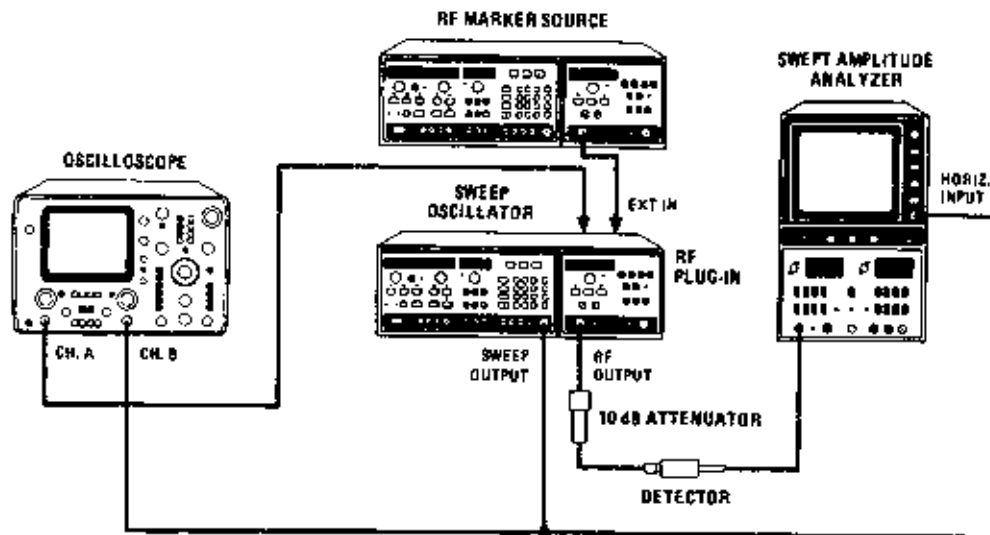 RF MARKER SOURCE
SWEPT AMPLITUDE
ANALYZER
OSCILLOSCOPE
SWEEP
OSCILLATOR
EXT IN
HORIZ.
INPUT
RF
PLUG-IN
CH. A
CH. B
SWEEP
OUTPUT
RF
OUTPUT
10 dB ATTENUATOR
DETECTOR